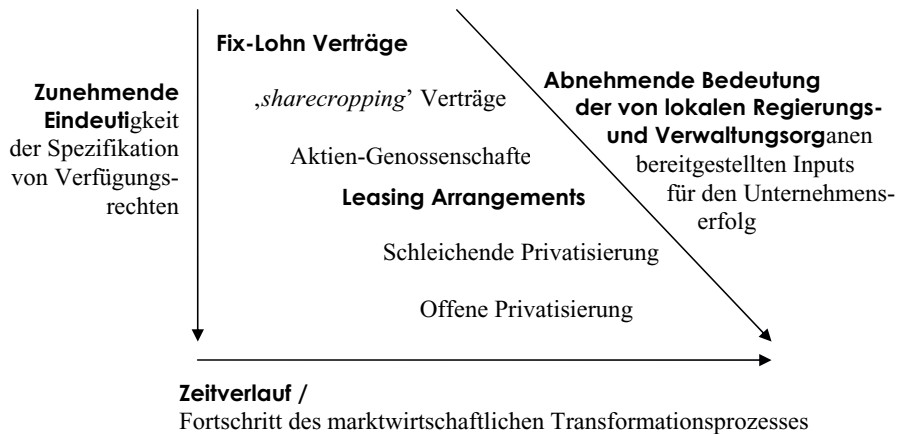 Fix-Lohn Verträge
‚sharecropping’ Verträge
Aktien-Genossenschafte
Leasing Arrangements
Schleichende Privatisierung
Offene Privatisierung
Zunehmende
Eindeutigkeit
der Spezifikation
von Verfügungs-
rechten
Abnehmende Bedeutung
der von lokalen Regierungs-
und Verwaltungsorganen
bereitgestellten Inputs
für den Unternehmens-
erfolg
Zeitverlauf /
Fortschritt des marktwirtschaftlichen Transformationsprozesses